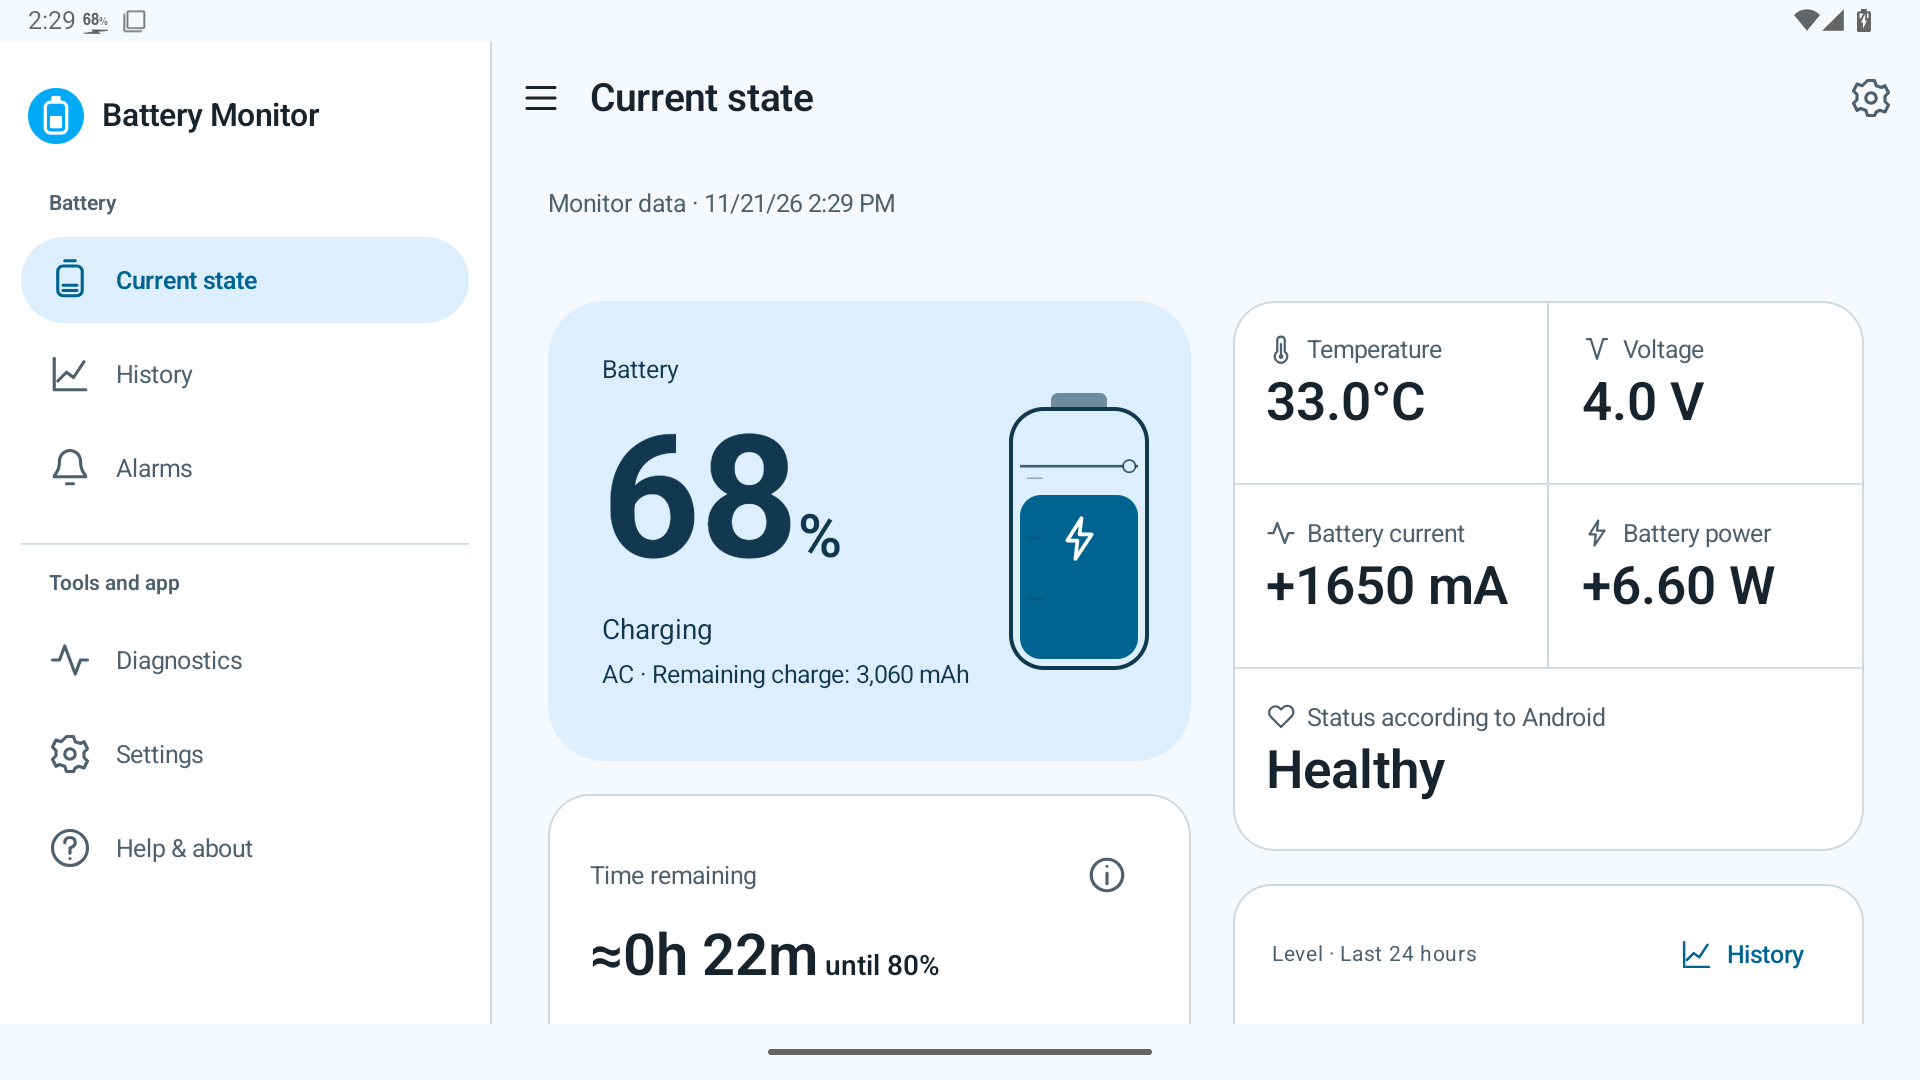 2:29 68%
Battery Monitor
Battery
Current state
History
Alarms
Tools and app
Diagnostics
Settings
Help & about
Current state
Monitor data · 11/21/26 2:29 PM
Battery
68%
Charging
AC · Remaining charge: 3,060 mAh
Time remaining
≈0h 22m until 80%
Temperature
33.0°C
Voltage
4.0 V
Battery current
+1650 mA
Battery power
+6.60 W
Status according to Android
Healthy
Level · Last 24 hours
History